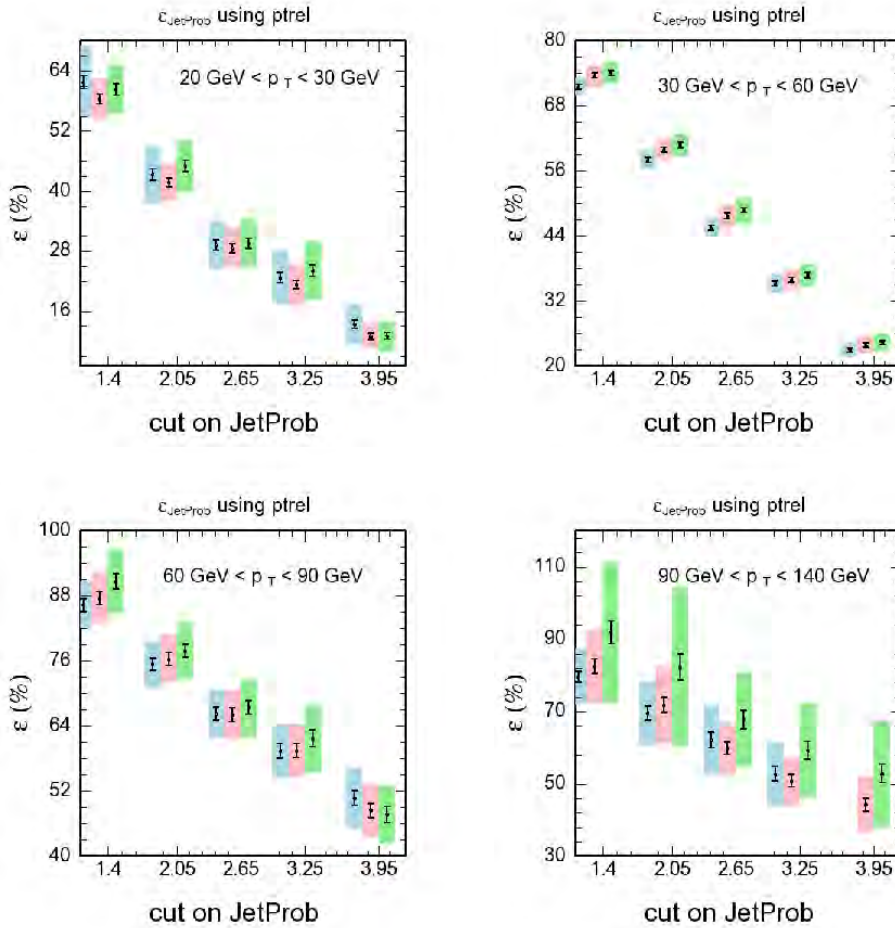 ε_JetProb using ptrel
20 GeV < p_T < 30 GeV
64
52
40
28
16
ε (%)
1.4 2.05 2.65 3.25 3.95
cut on JetProb
ε_JetProb using ptrel
30 GeV < p_T < 60 GeV
80
68
56
44
32
20
ε (%)
1.4 2.05 2.65 3.25 3.95
cut on JetProb
ε_JetProb using ptrel
60 GeV < p_T < 90 GeV
100
88
76
64
52
40
ε (%)
1.4 2.05 2.65 3.25 3.95
cut on JetProb
ε_JetProb using ptrel
90 GeV < p_T < 140 GeV
110
90
70
50
30
ε (%)
1.4 2.05 2.65 3.25 3.95
cut on JetProb